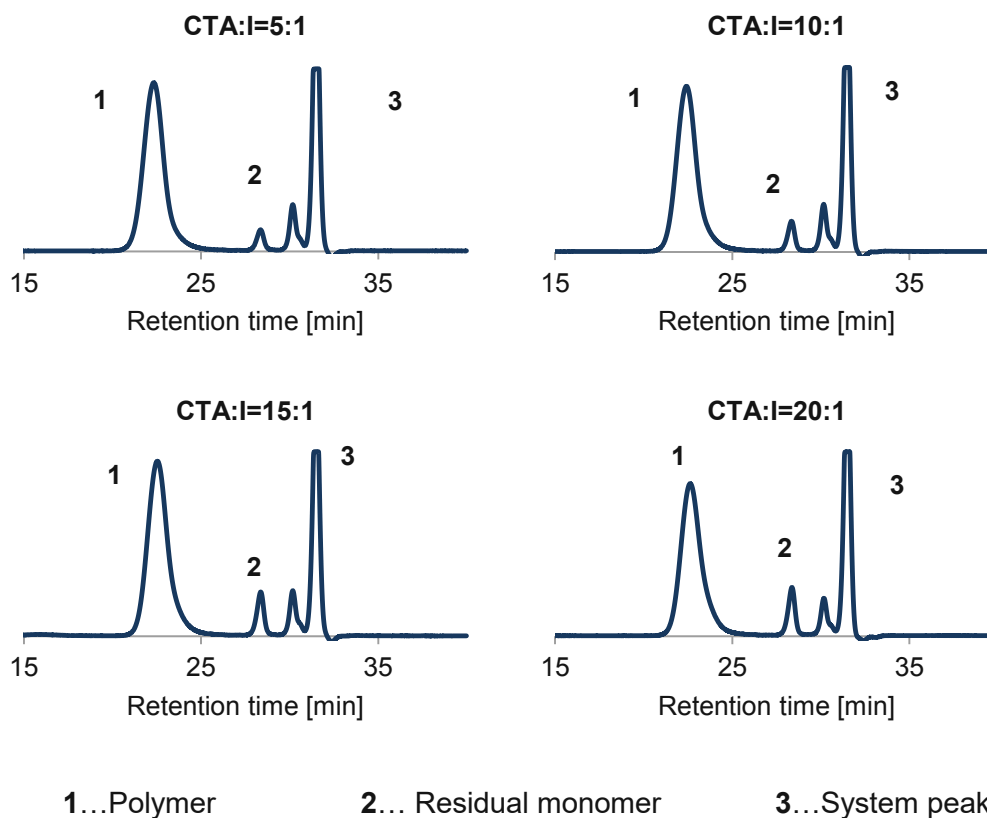 CTA:I=5:1
CTA:I=10:1
1
2
3
1
2
3
15 25 35
15 25 35
Retention time [min]
Retention time [min]
CTA:I=15:1
CTA:I=20:1
1
2
3
1
2
3
15 25 35
15 25 35
Retention time [min]
Retention time [min]
1...Polymer 2... Residual monomer 3...System peak